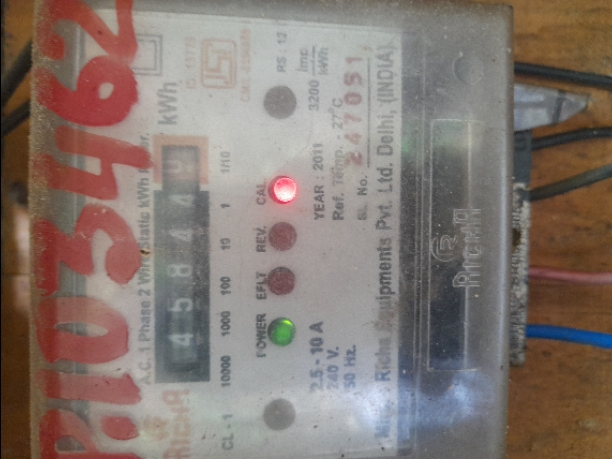 P.103462
A.C. 1 Phase 2 Wire Static kWh Meter.
4 5 8 4 4 0
kWh
10000 1000 100 10 1 1/10
RICHA
CL - 1
POWER EFLT REV. CAL
2.5 - 10 A
240 V.
50 Hz.
YEAR : 2011
3200 imp/kWh
Ref. Temp. : 27°C
SL. No. 247051
Richa Equipments Pvt. Ltd. Delhi, (INDIA)
RICHA